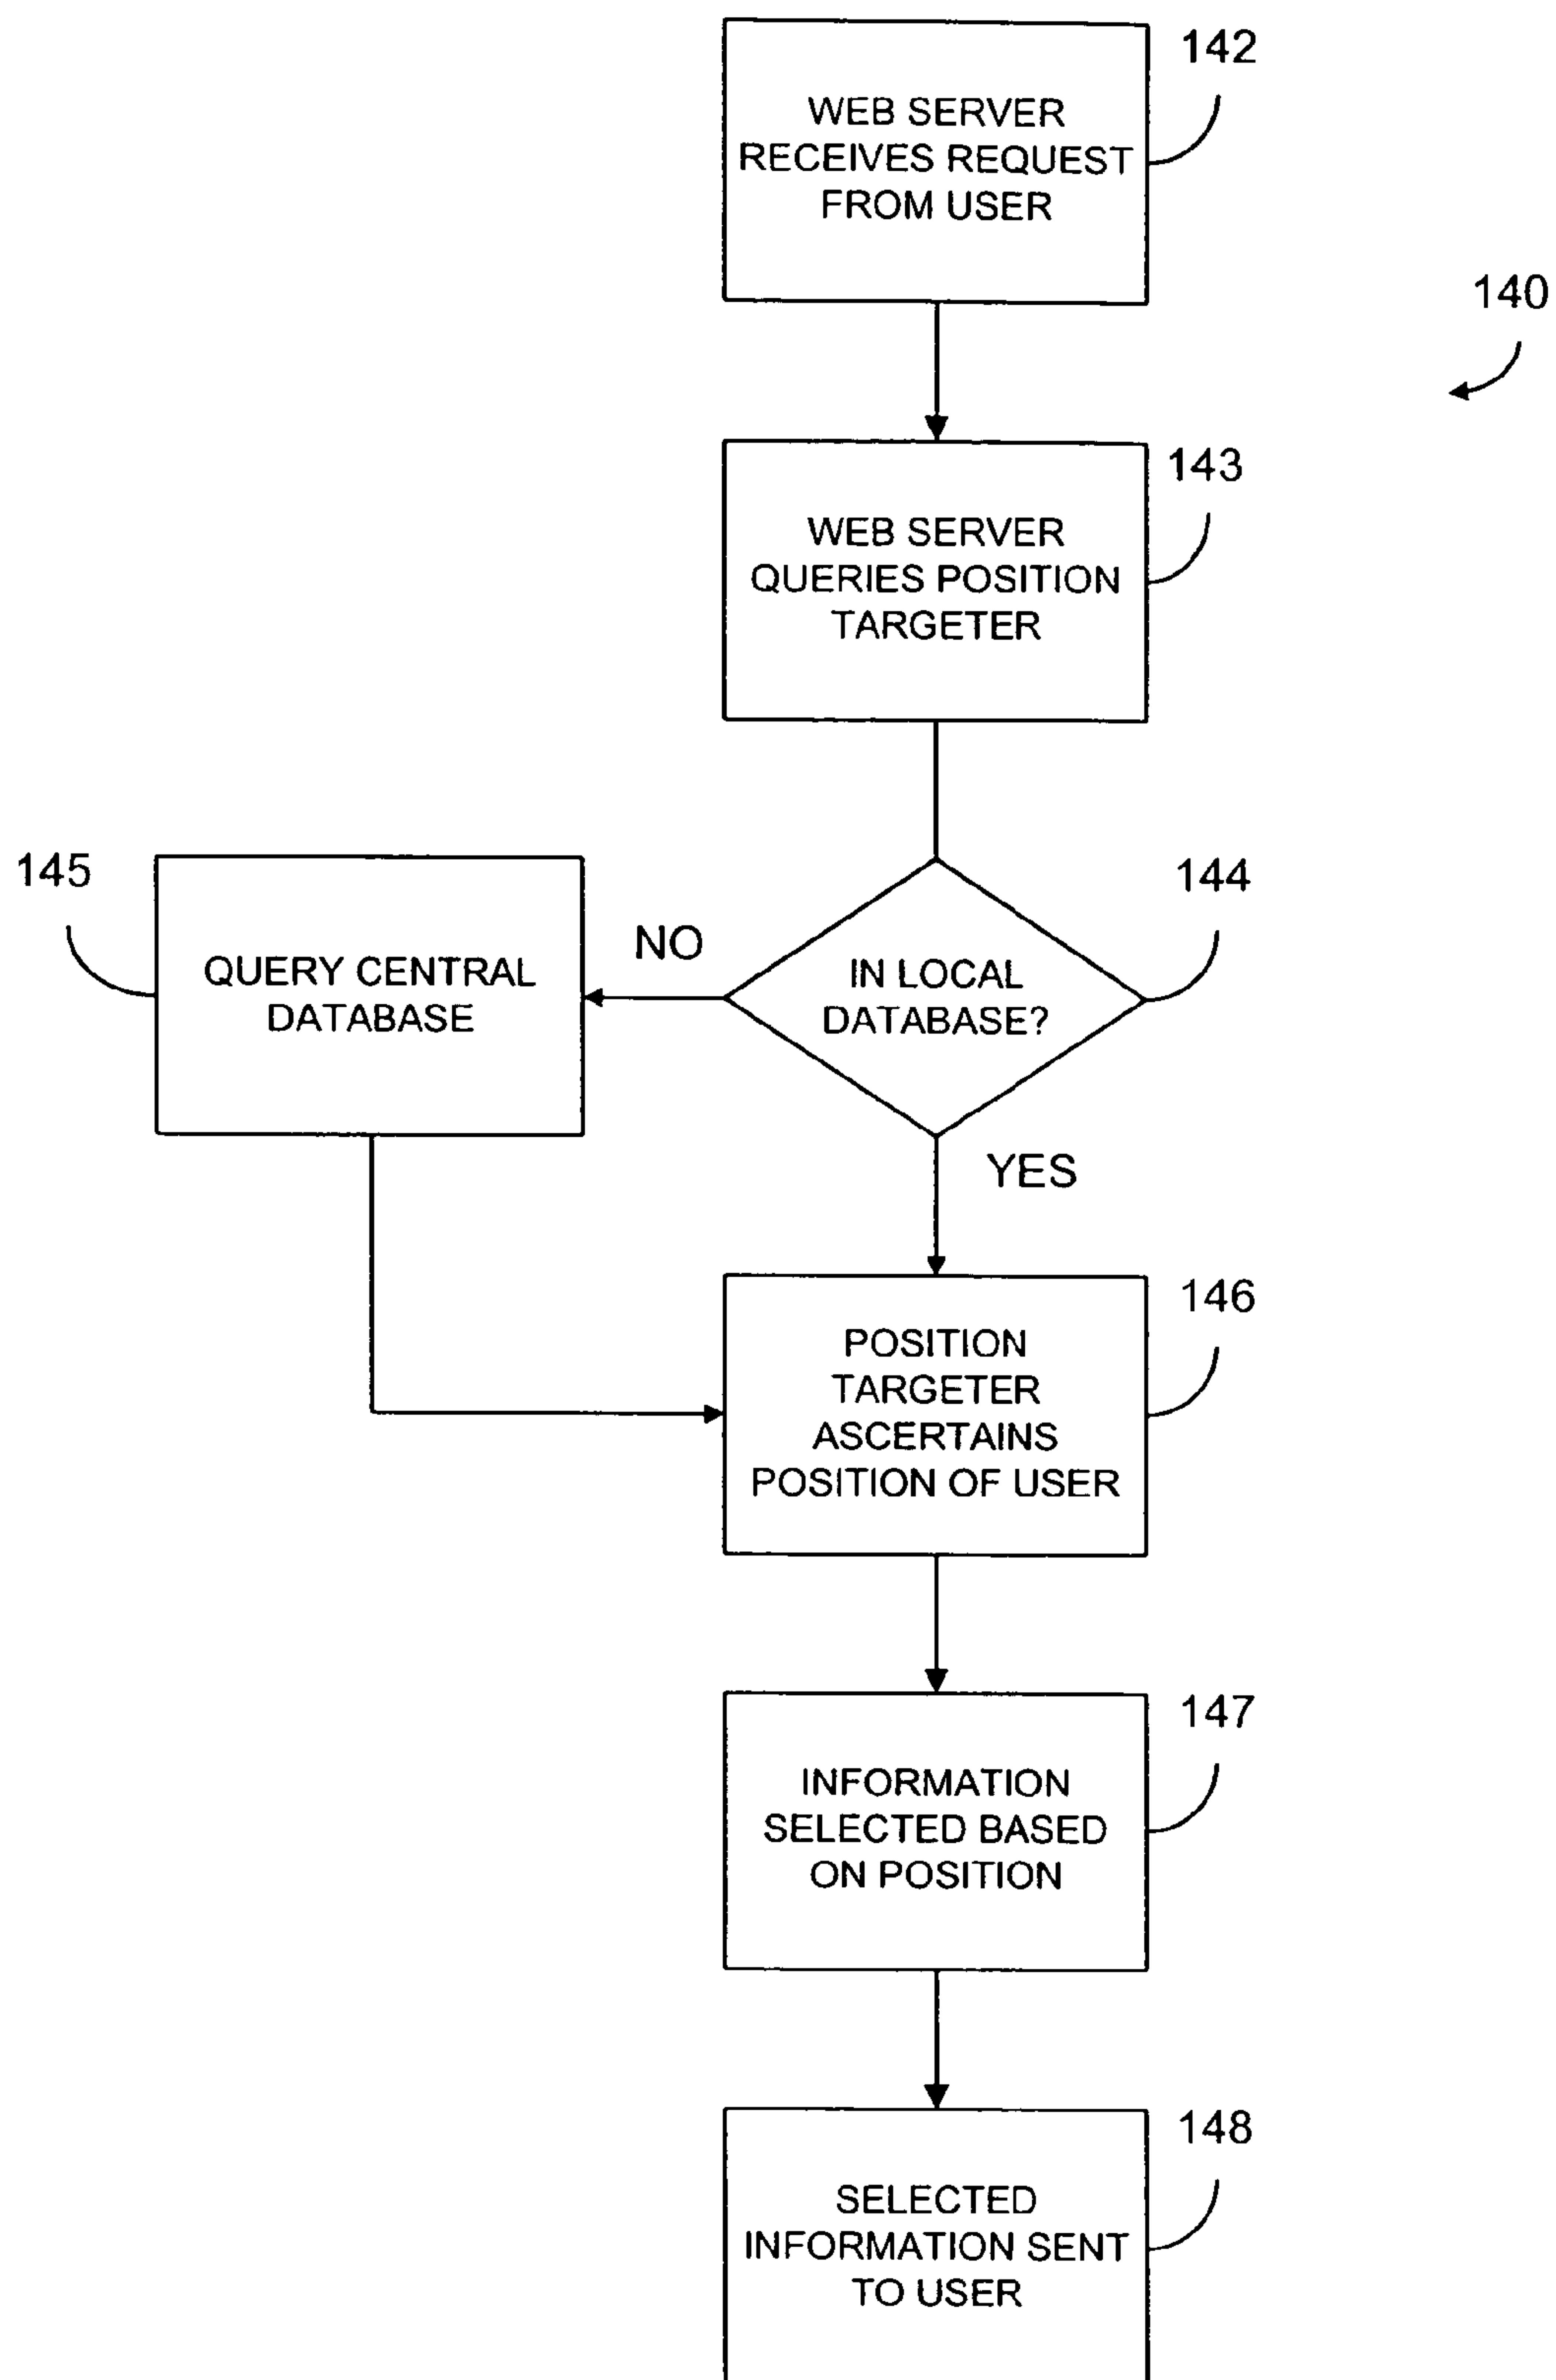 142
WEB SERVER
RECEIVES REQUEST
FROM USER
140
143
WEB SERVER
QUERIES POSITION
TARGETER
145
QUERY CENTRAL
DATABASE
NO
144
IN LOCAL
DATABASE?
YES
146
POSITION
TARGETER
ASCERTAINS
POSITION OF USER
147
INFORMATION
SELECTED BASED
ON POSITION
148
SELECTED
INFORMATION SENT
TO USER